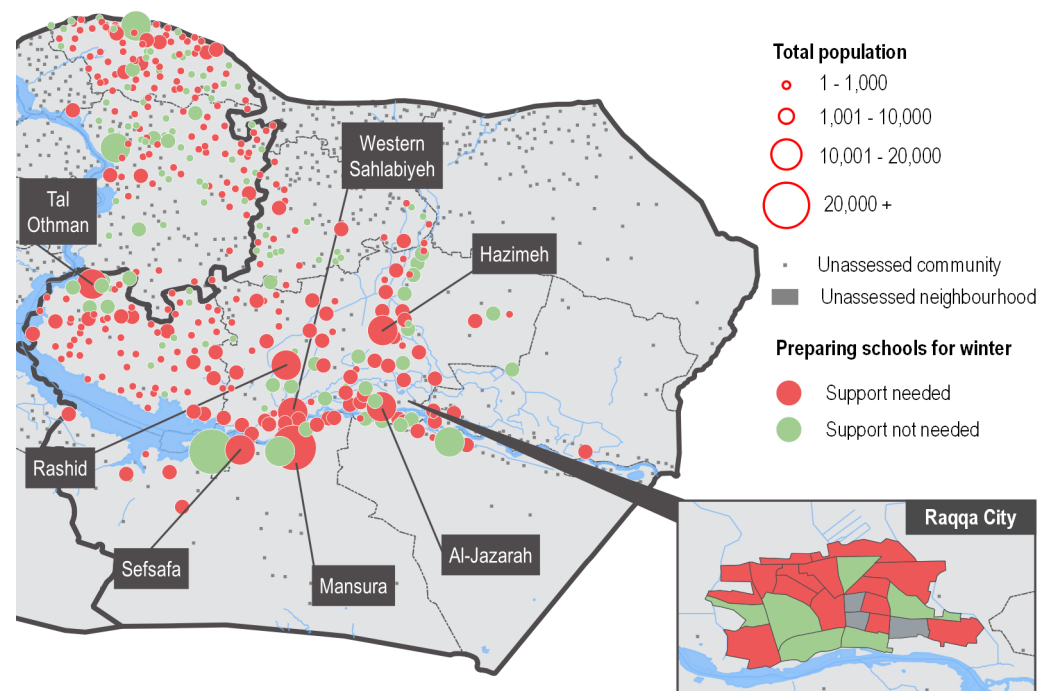 Total population
1 - 1,000
1,001 - 10,000
10,001 - 20,000
20,000 +
Unassessed community
Unassessed neighbourhood
Preparing schools for winter
Support needed
Support not needed
Western
Sahlabiyeh
Tal
Othman
Hazimeh
Rashid
Sefsafa
Mansura
Al-Jazarah
Raqqa City